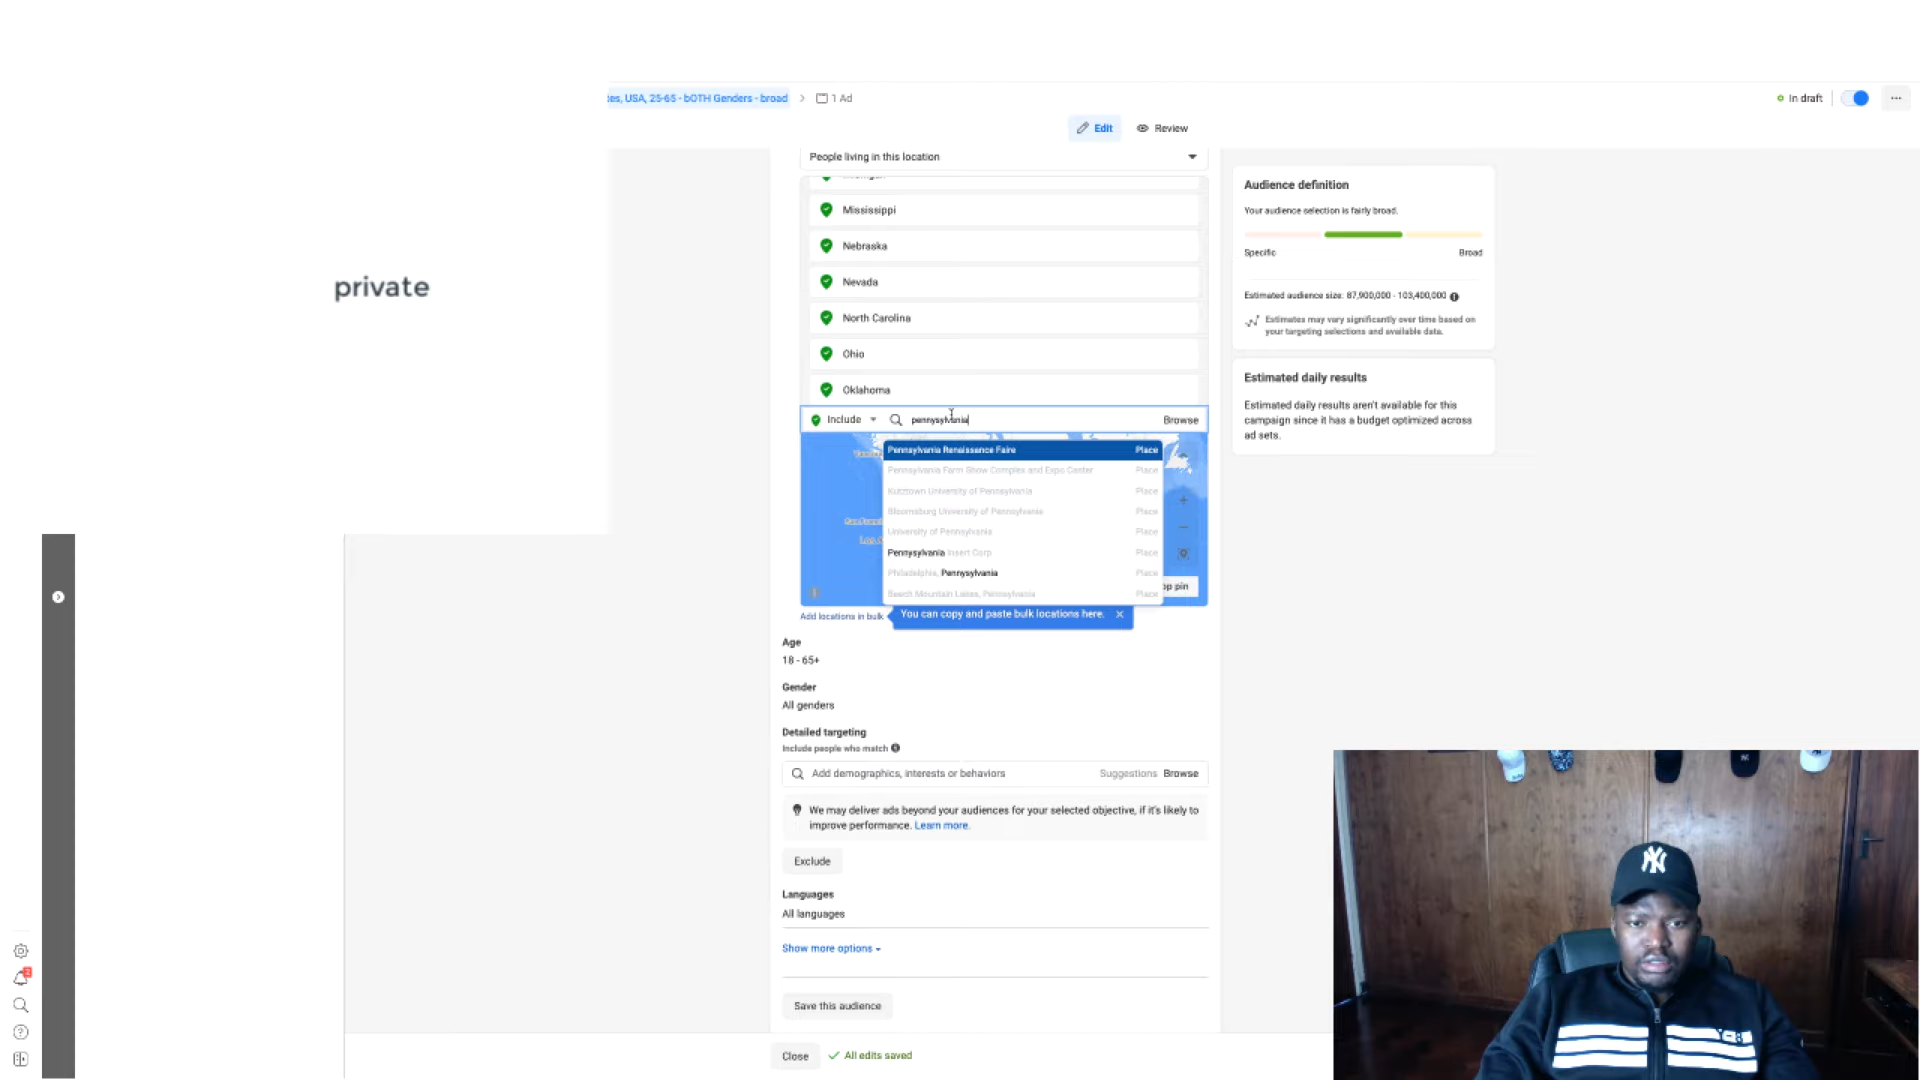 tes, USA, 25-65 - bOTH Genders - broad > 1 Ad
In draft
Edit
Review
private
People living in this location
Mississippi
Nebraska
Nevada
North Carolina
Ohio
Oklahoma
Include
pennysylvania
Browse
Pennsylvania Renaissance Faire Place
Pennsylvania Farm Show Complex and Expo Center Place
Kutztown University of Pennsylvania Place
Bloomsburg University of Pennsylvania Place
University of Pennsylvania Place
Pennysylvania Insert Corp Place
Philadelphia, Pennysylvania Place
Beach Mountain Lakes, Pennsylvania Place
op pin
Add locations in bulk
You can copy and paste bulk locations here.
Age
18 - 65+
Gender
All genders
Detailed targeting
Include people who match
Add demographics, interests or behaviors
Suggestions Browse
We may deliver ads beyond your audiences for your selected objective, if it's likely to
improve performance. Learn more.
Exclude
Languages
All languages
Show more options
Save this audience
Close
All edits saved
Audience definition
Your audience selection is fairly broad.
Specific
Broad
Estimated audience size: 87,900,000 - 103,400,000
Estimates may vary significantly over time based on
your targeting selections and available data.
Estimated daily results
Estimated daily results aren't available for this
campaign since it has a budget optimized across
ad sets.
2
NY
Y-3